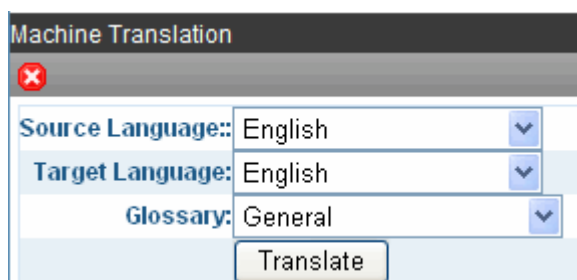 Machine Translation
Source Language:: English
Target Language: English
Glossary: General
Translate